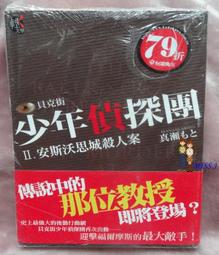 79折
貝克街
少年偵探團
II.安斯沃思城殺人案
真瀨もと
傳說中的
那位教授
即將登場？
史上最強大的推動行動網
貝克街少年偵探團再次出動——
迎擊福爾摩斯的最大敵手！